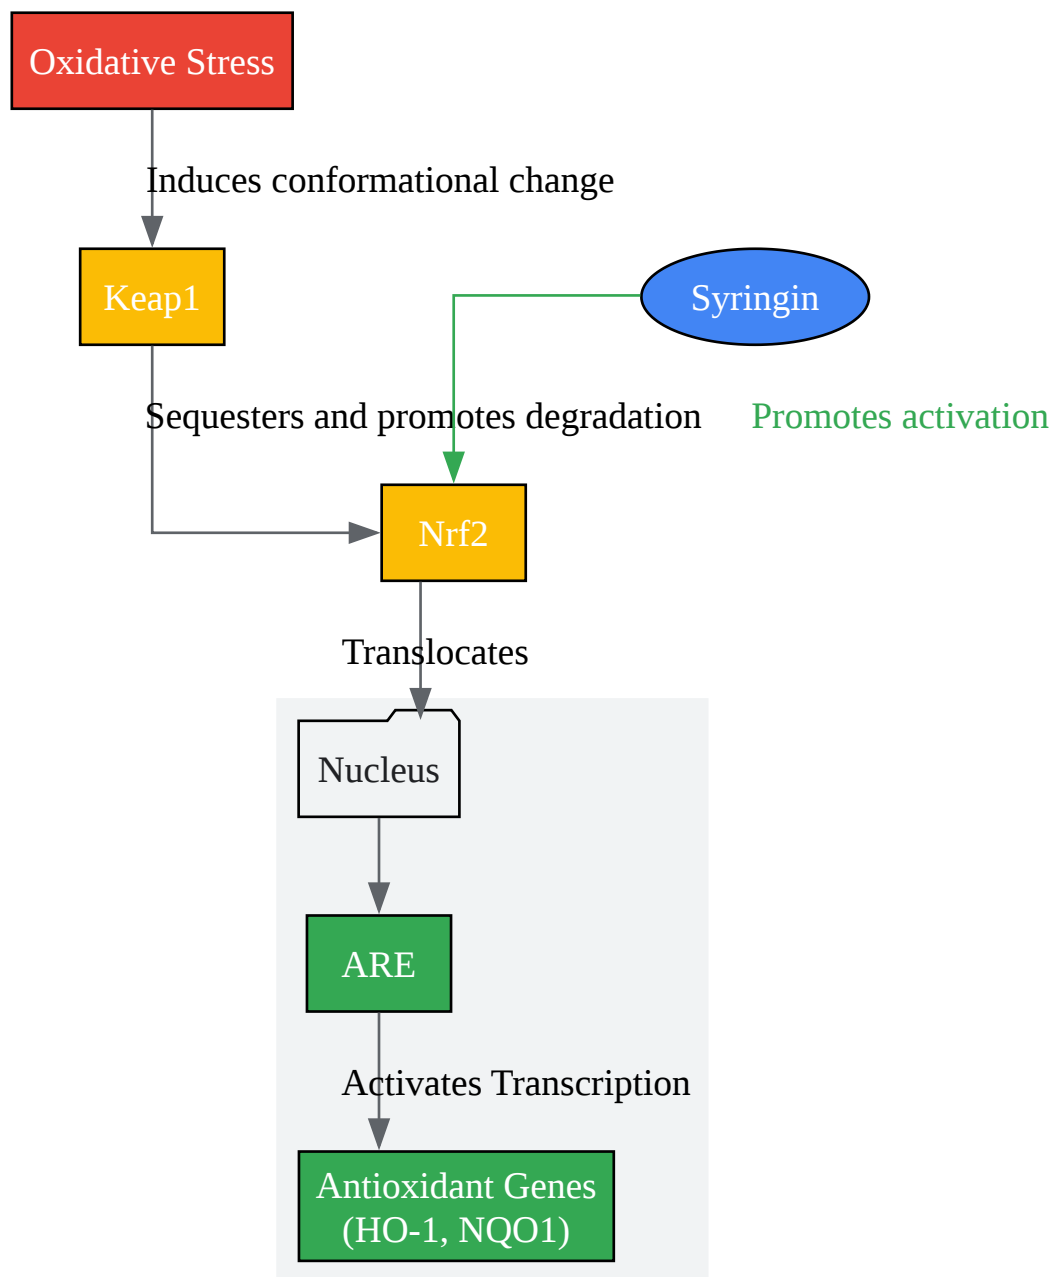 Oxidative Stress
Induces conformational change
Keap1
Syringin
Sequesters and promotes degradation
Promotes activation
Nrf2
Translocates
Nucleus
ARE
Activates Transcription
Antioxidant Genes
(HO-1, NQO1)